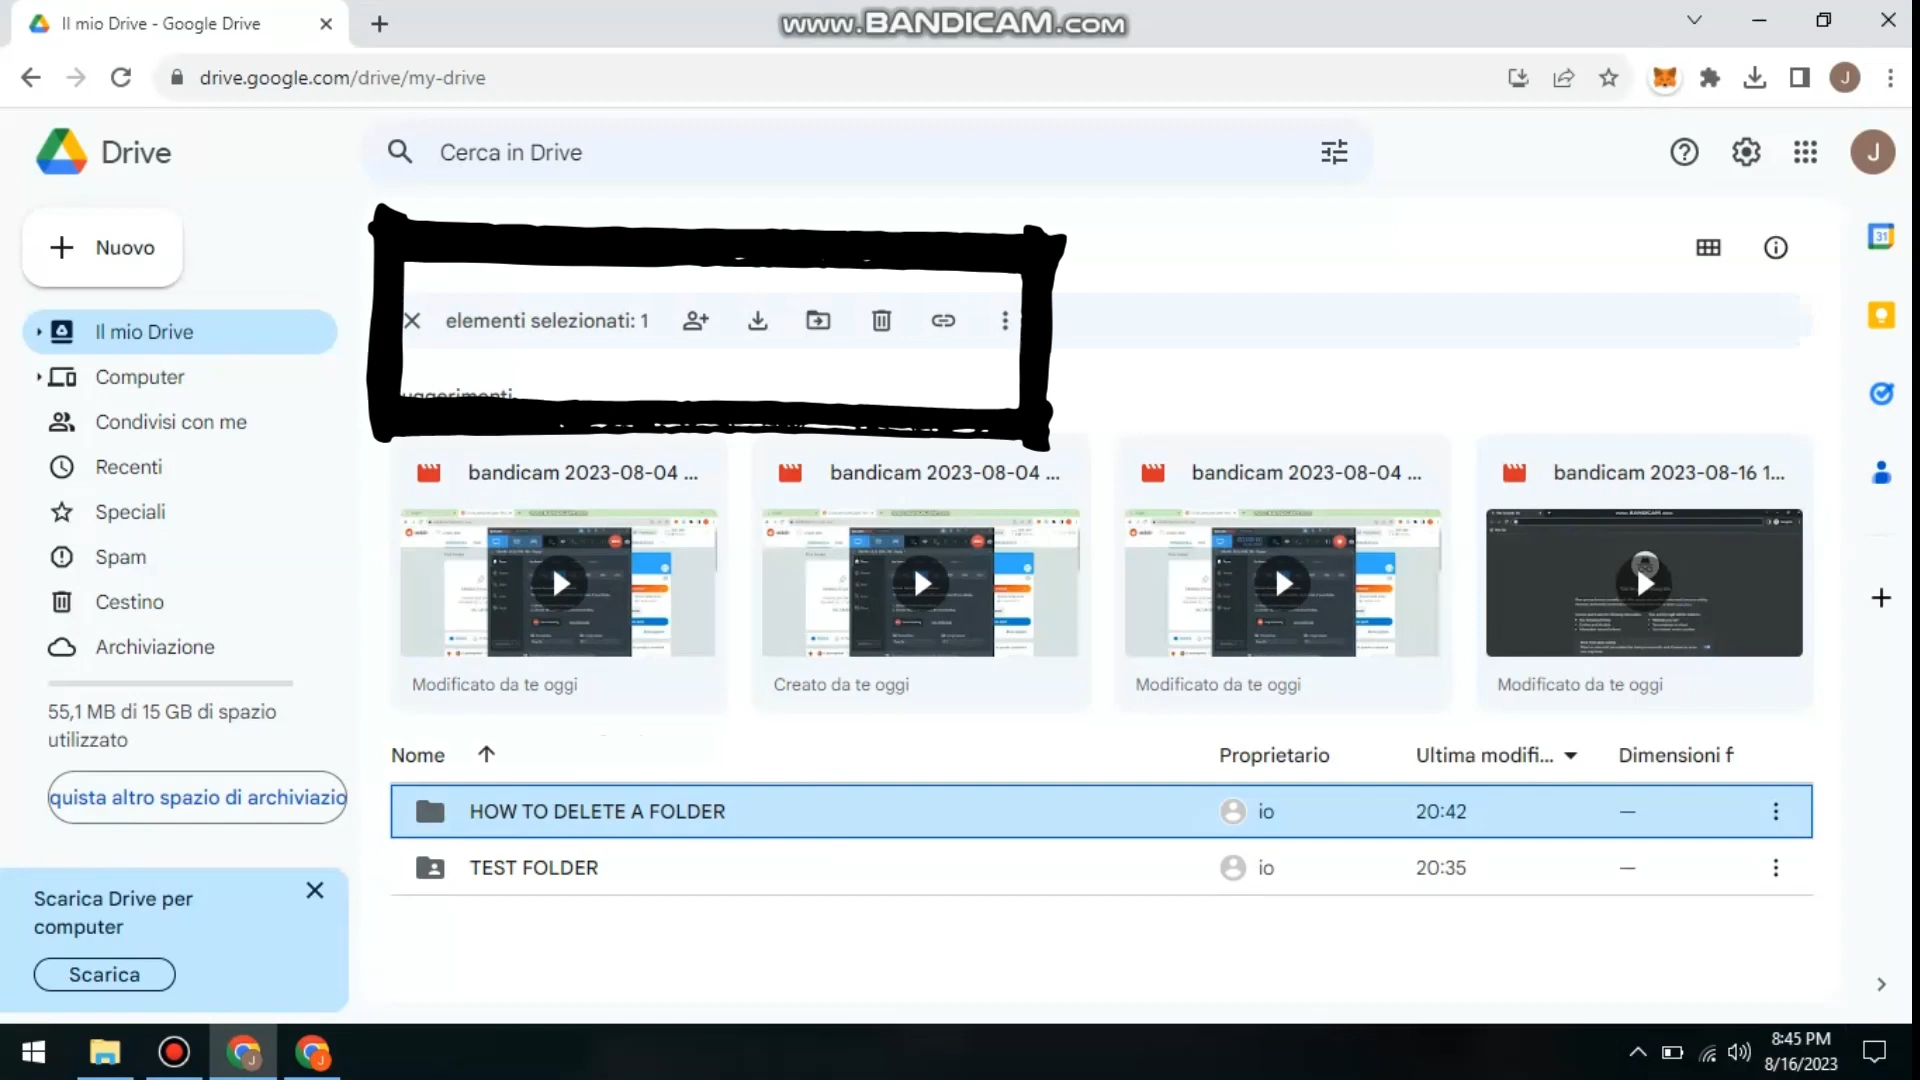 Il mio Drive - Google Drive
www.BANDICAM.com
drive.google.com/drive/my-drive
J
Drive
Cerca in Drive
J
Nuovo
31
elementi selezionati: 1
Il mio Drive
Computer
Condivisi con me
Recenti
Speciali
Spam
Cestino
Archiviazione
55,1 MB di 15 GB di spazio
utilizzato
quista altro spazio di archiviazio
Scarica Drive per
computer
Scarica
bandicam 2023-08-04 ...
bandicam 2023-08-04 ...
bandicam 2023-08-04 ...
bandicam 2023-08-16 1...
Modificato da te oggi
Creato da te oggi
Modificato da te oggi
Modificato da te oggi
Nome
Proprietario
Ultima modifi...
Dimensioni f
HOW TO DELETE A FOLDER
io
20:42
—
TEST FOLDER
io
20:35
—
J
J
8:45 PM
8/16/2023